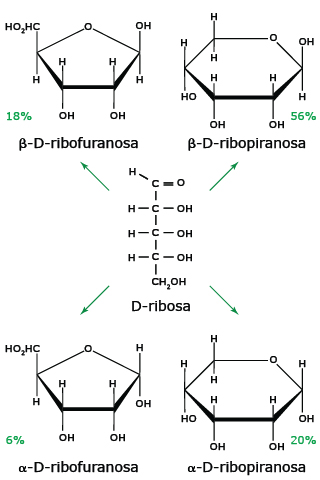 HO₂HC O OH
H H H H
OH OH
18%
β-D-ribofuranosa
H
H O OH
H
H H
HO H
OH OH
56%
β-D-ribopiranosa
H
C = O
H – C – OH
H – C – OH
H – C – OH
CH₂OH
D-ribosa
HO₂HC O H
H H
H OH
OH OH
6%
α-D-ribofuranosa
H
H O H
H
H H
HO OH
OH OH
20%
α-D-ribopiranosa